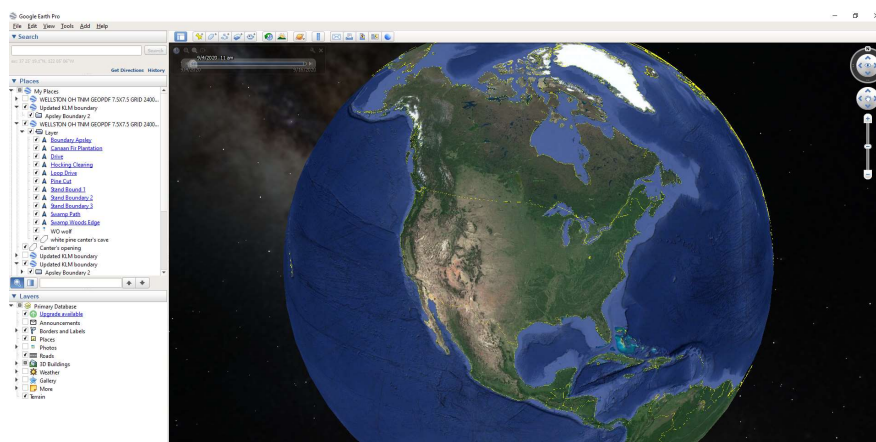 Google Earth Pro
File Edit View Tools Add Help
Search
Search
Get Directions History
Places
My Places
WELLSTON OH TNM GEOPDF 7.5X7.5 GRID 2400...
Updated KLM boundary
Apsley Boundary 2
WELLSTON OH TNM GEOPDF 7.5X7.5 GRID 2400...
Layer
Boundary Apsley
Canaan Fir Plantation
Drive
Hocking Clearing
Loop Drive
Pine Cut
Stand Bound 1
Stand Boundary 2
Stand Boundary 3
Swamp Path
Swamp Woods Edge
WO wolf
white pine canter's cave
Canter's opening
Updated KLM boundary
Updated KLM boundary
Apsley Boundary 2
Layers
Primary Database
Upgrade available
Announcements
Borders and Labels
Places
Photos
Roads
3D Buildings
Weather
Gallery
More
Terrain
11 am
N